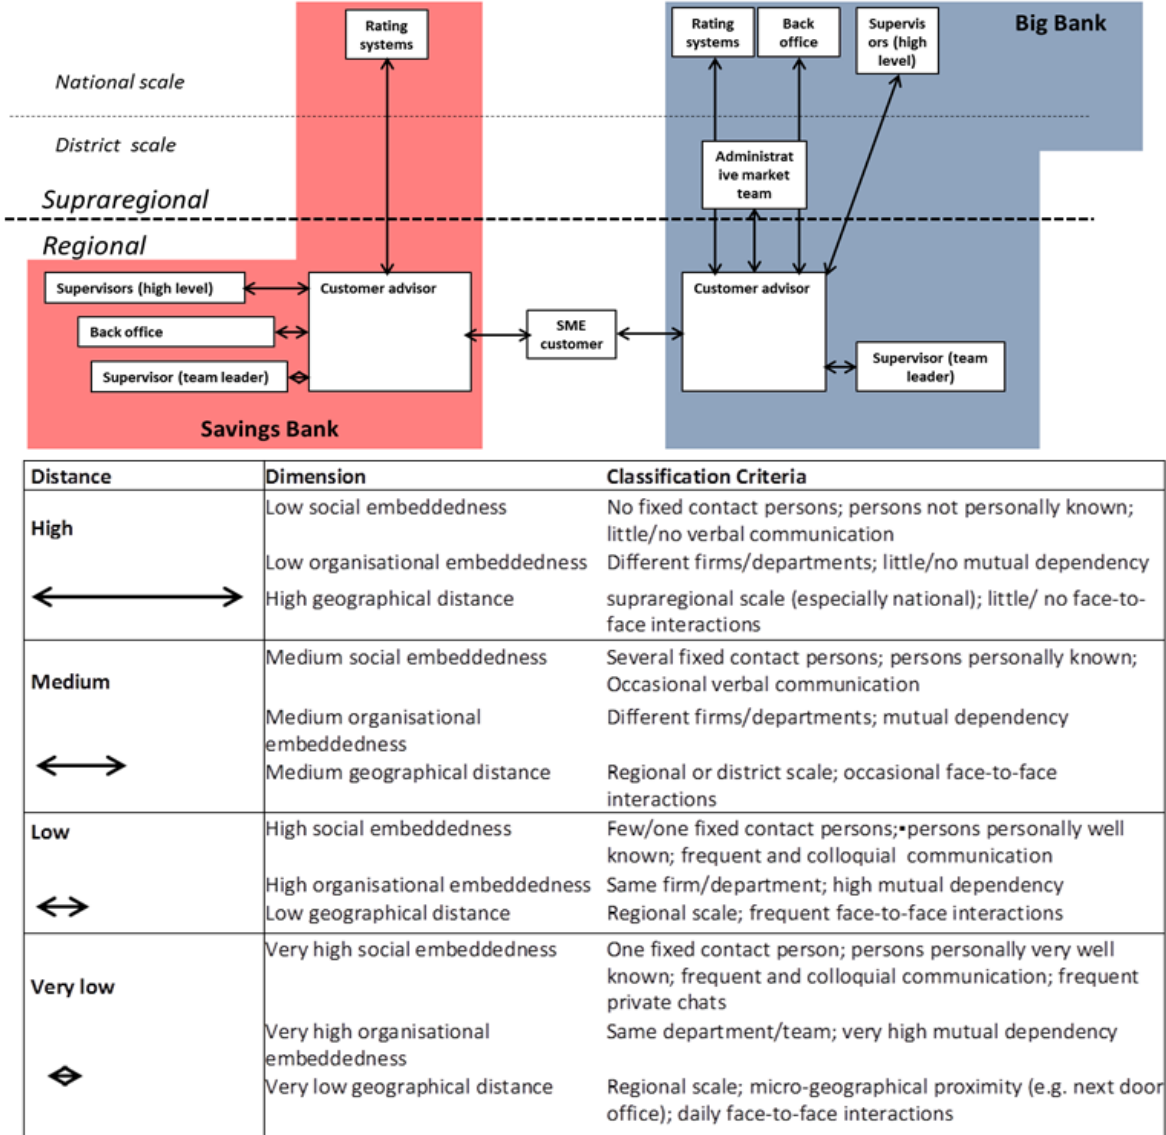 Rating
systems
Rating
systems
Back
office
Supervis
ors (high
level)
Big Bank
National scale
District scale
Administrat
ive market
team
Supraregional
Regional
Supervisors (high level)
Customer advisor
Customer advisor
Back office
SME
customer
Supervisor (team leader)
Supervisor (team
leader)
Savings Bank
Distance Dimension Classification Criteria
High
Low social embeddedness No fixed contact persons; persons not personally known;
little/no verbal communication
Low organisational embeddedness Different firms/departments; little/no mutual dependency
High geographical distance supraregional scale (especially national); little/ no face-to-
face interactions
Medium
Medium social embeddedness Several fixed contact persons; persons personally known;
Occasional verbal communication
Medium organisational Different firms/departments; mutual dependency
embeddedness
Medium geographical distance Regional or district scale; occasional face-to-face
interactions
Low
High social embeddedness Few/one fixed contact persons;•persons personally well
known; frequent and colloquial communication
High organisational embeddedness Same firm/department; high mutual dependency
Low geographical distance Regional scale; frequent face-to-face interactions
Very low
Very high social embeddedness One fixed contact person; persons personally very well
known; frequent and colloquial communication; frequent
private chats
Very high organisational Same department/team; very high mutual dependency
embeddedness
Very low geographical distance Regional scale; micro-geographical proximity (e.g. next door
office); daily face-to-face interactions